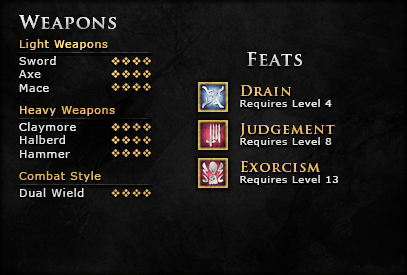 WEAPONS
Light Weapons
Sword
Axe
Mace
Heavy Weapons
Claymore
Halberd
Hammer
Combat Style
Dual Wield
FEATS
DRAIN
Requires Level 4
JUDGEMENT
Requires Level 8
EXORCISM
Requires Level 13